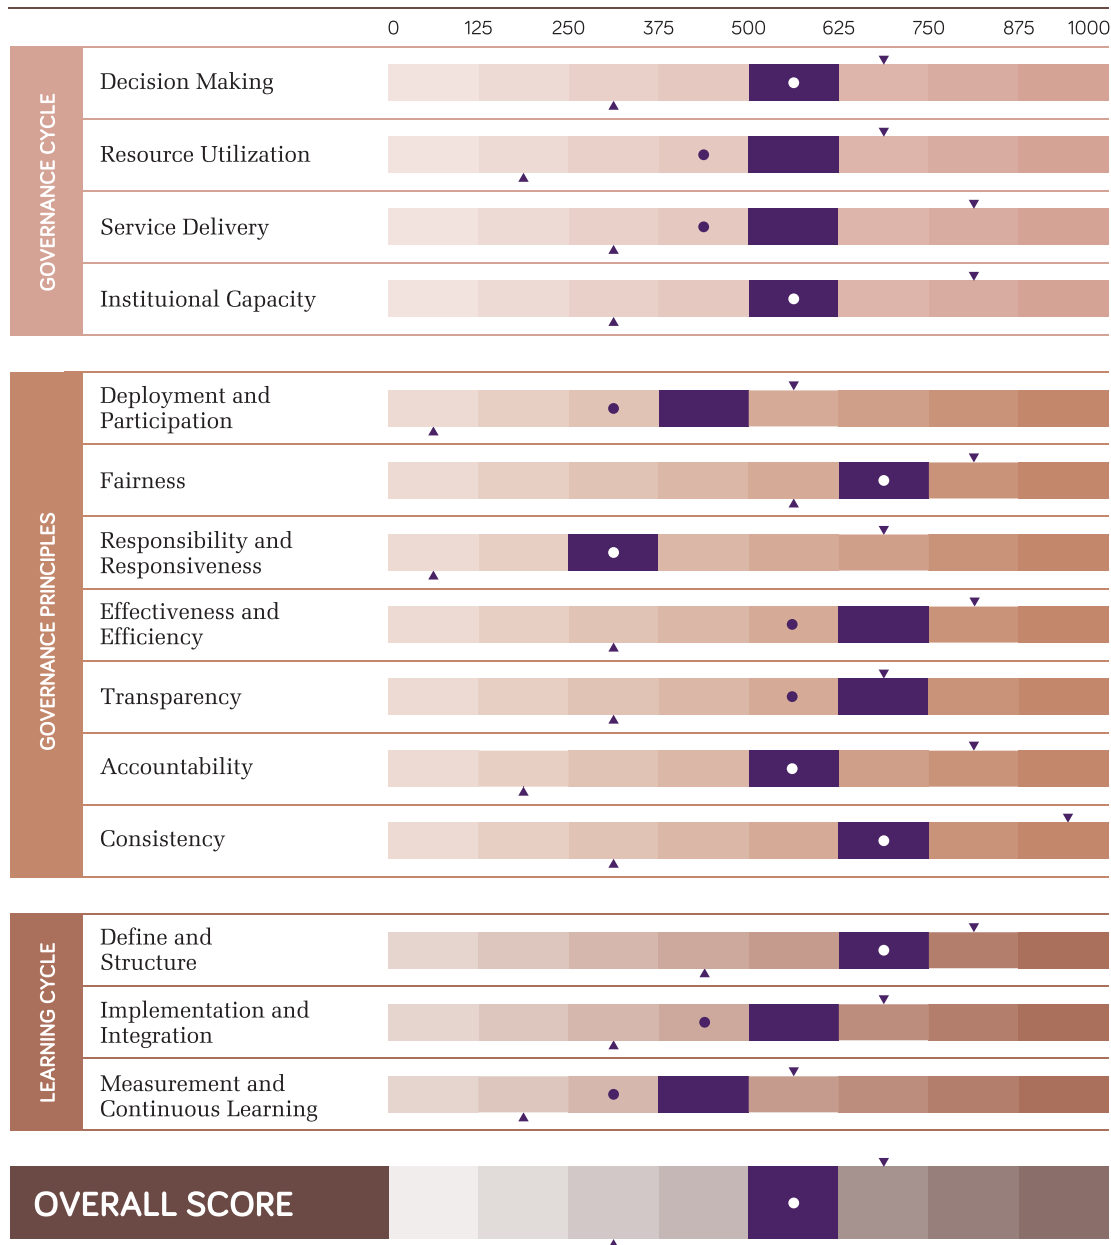 0 125 250 375 500 625 750 875 1000
GOVERNANCE CYCLE
Decision Making
Resource Utilization
Service Delivery
Instituional Capacity
GOVERNANCE PRINCIPLES
Deployment and
Participation
Fairness
Responsibility and
Responsiveness
Effectiveness and
Efficiency
Transparency
Accountability
Consistency
LEARNING CYCLE
Define and
Structure
Implementation and
Integration
Measurement and
Continuous Learning
OVERALL SCORE